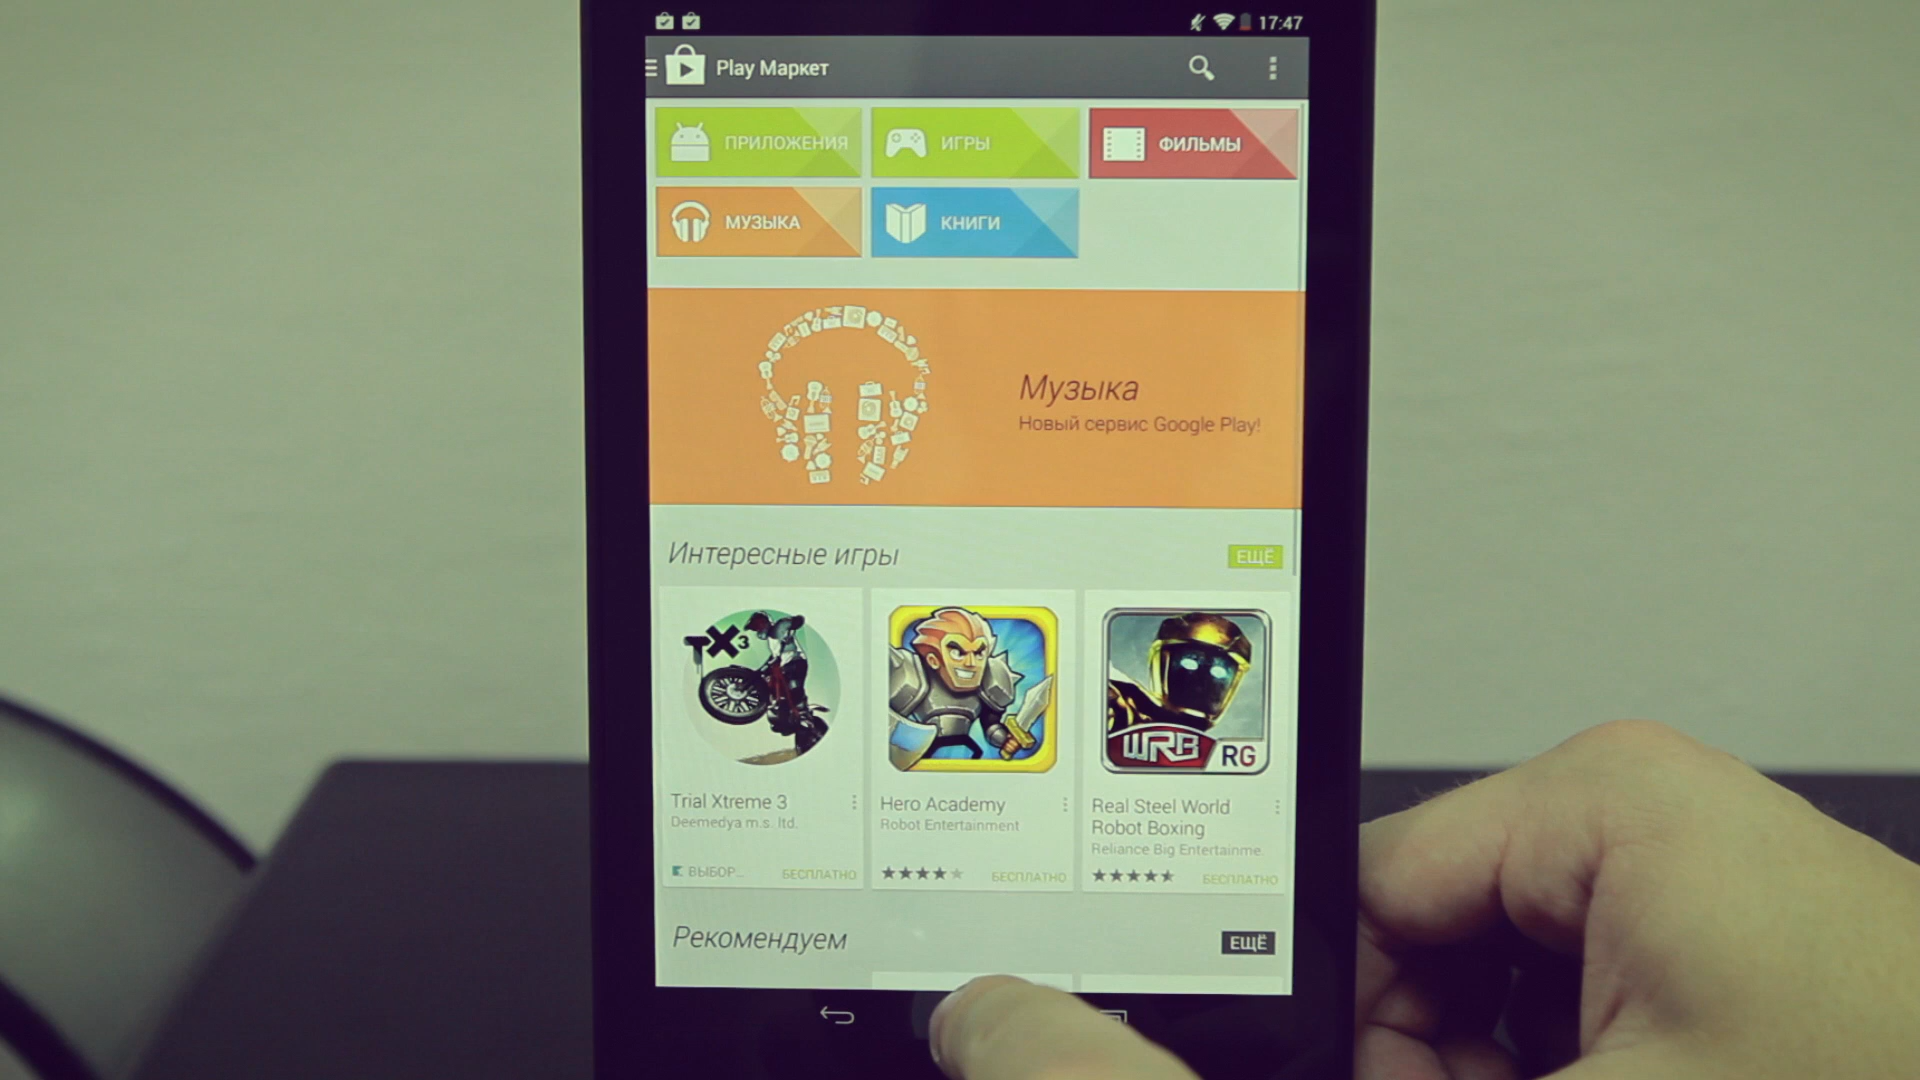 17:47
Play Маркет
ПРИЛОЖЕНИЯ
ИГРЫ
ФИЛЬМЫ
МУЗЫКА
КНИГИ
Музыка
Новый сервис Google Play!
Интересные игры
ЕЩЁ
TX3
WRB
RG
Trial Xtreme 3
Deemedya m.s. ltd.
ВЫБОР...
БЕСПЛАТНО
Hero Academy
Robot Entertainment
БЕСПЛАТНО
Real Steel World
Robot Boxing
Reliance Big Entertainme.
БЕСПЛАТНО
Рекомендуем
ЕЩЁ